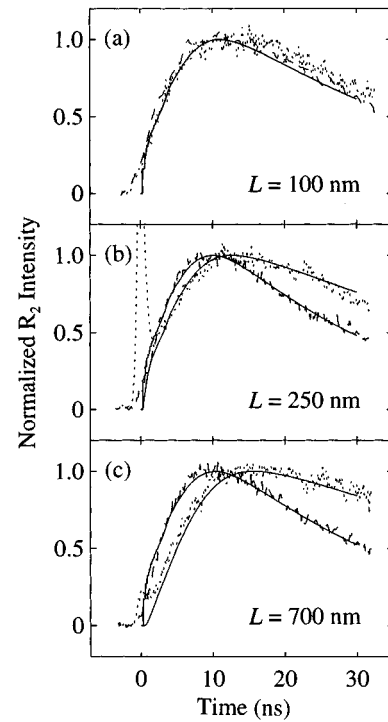 Normalized R₂ Intensity
(a)
1.0
0.5
0
L = 100 nm
(b)
1.0
0.5
0
L = 250 nm
(c)
1.0
0.5
0
L = 700 nm
0 10 20 30
Time (ns)